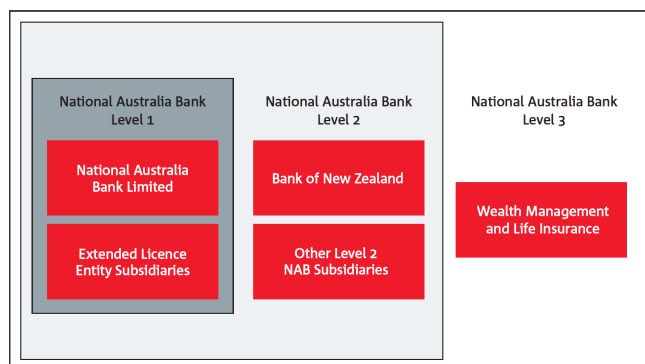 National Australia Bank
Level 1
National Australia
Bank Limited
Extended Licence
Entity Subsidiaries
National Australia Bank
Level 2
Bank of New Zealand
Other Level 2
NAB Subsidiaries
National Australia Bank
Level 3
Wealth Management
and Life Insurance